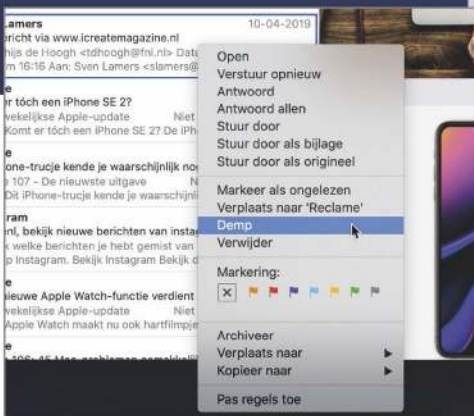 Lamers 10-04-2019
ericht via www.icreatemagazine.nl
hijs de Hoogh <tdhoogh@fnl.nl> Dat
m 16:16 Aan: Sven Lamers <slamers@
e
er tóch een iPhone SE 2?
wekelijkse Apple-update Niet
Komt er tóch een iPhone SE 2? De iPh
e
one-trucje kende je waarschijnlijk no
e 107 - De nieuwste uitgave N
Dit iPhone-trucje kende je waarschijnl
ram
nl, bekijk nieuwe berichten van insta
k welke berichten je hebt gemist van
p Instagram. Bekijk Instagram Bekijk d
e
nieuwe Apple Watch-functie verdient
wekelijkse Apple-update Niet
Apple Watch maakt nu ook hartfilmpje
e
Open
Verstuur opnieuw
Antwoord
Antwoord allen
Stuur door
Stuur door als bijlage
Stuur door als origineel
Markeer als ongelezen
Verplaats naar 'Reclame'
Demp
Verwijder
Markering:
Archiveer
Verplaats naar
Kopieer naar
Pas regels toe